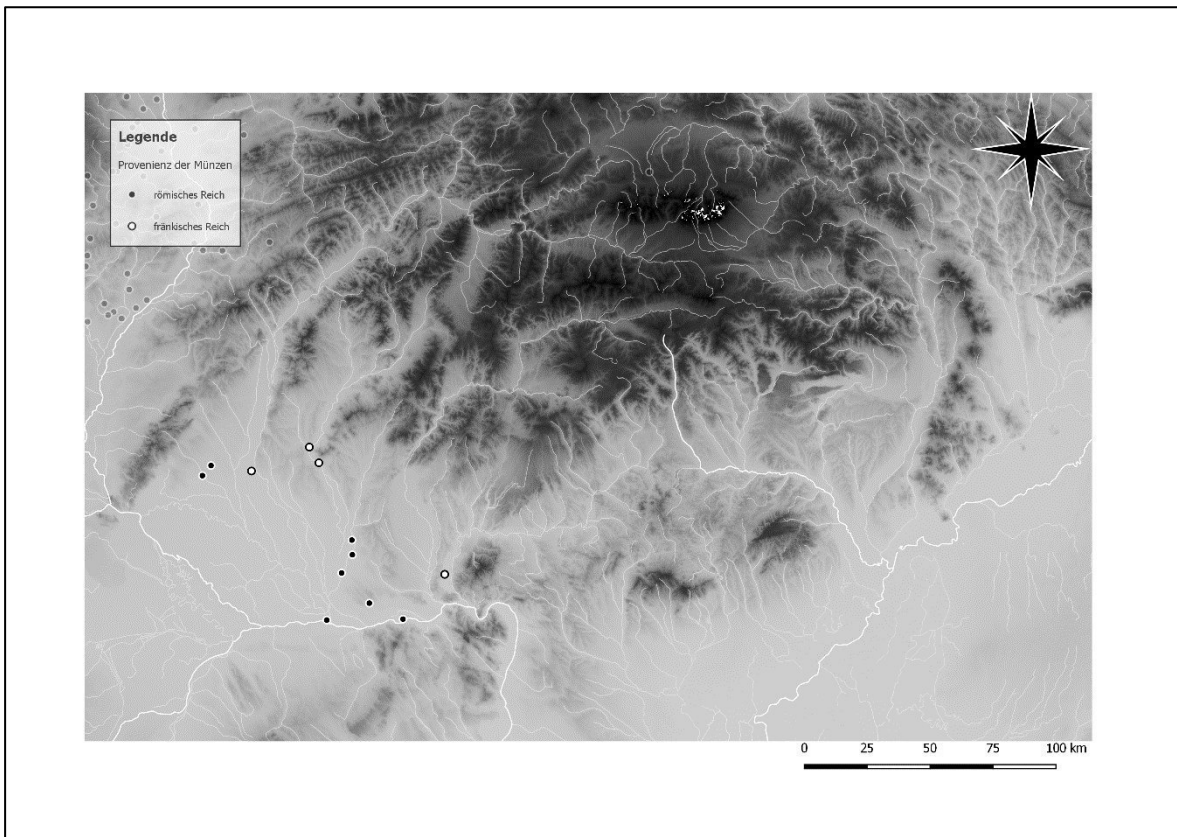 Legende
Provenienz der Münzen
römisches Reich
fränkisches Reich
0 25 50 75 100 km